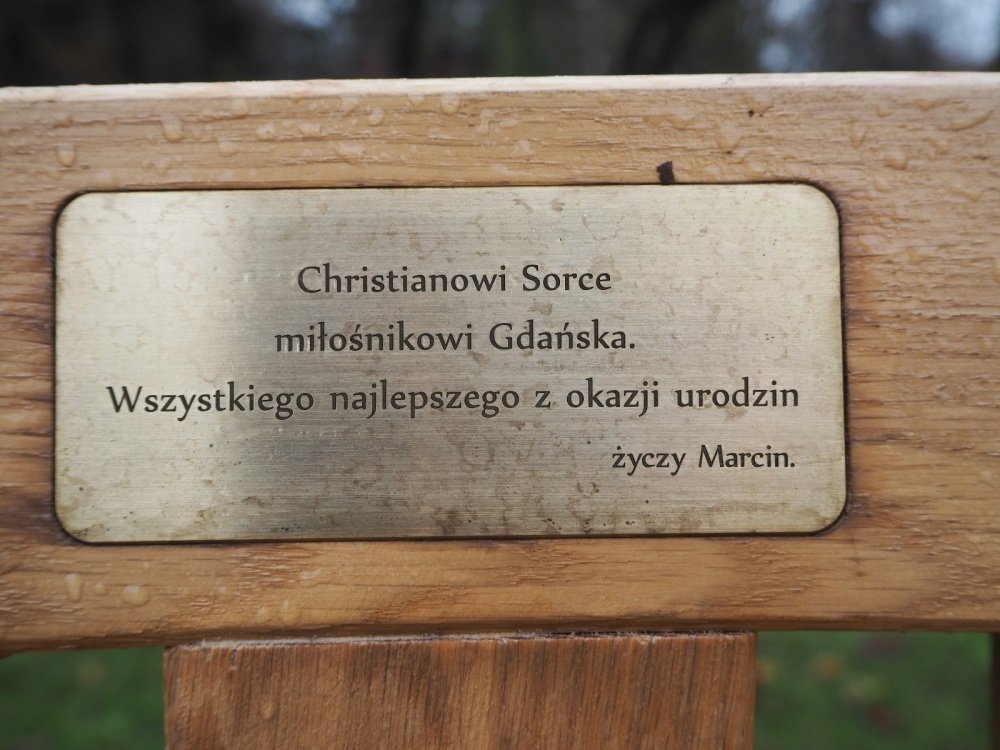 Christianowi Sorce
miłośnikowi Gdańska.
Wszystkiego najlepszego z okazji urodzin
życzy Marcin.